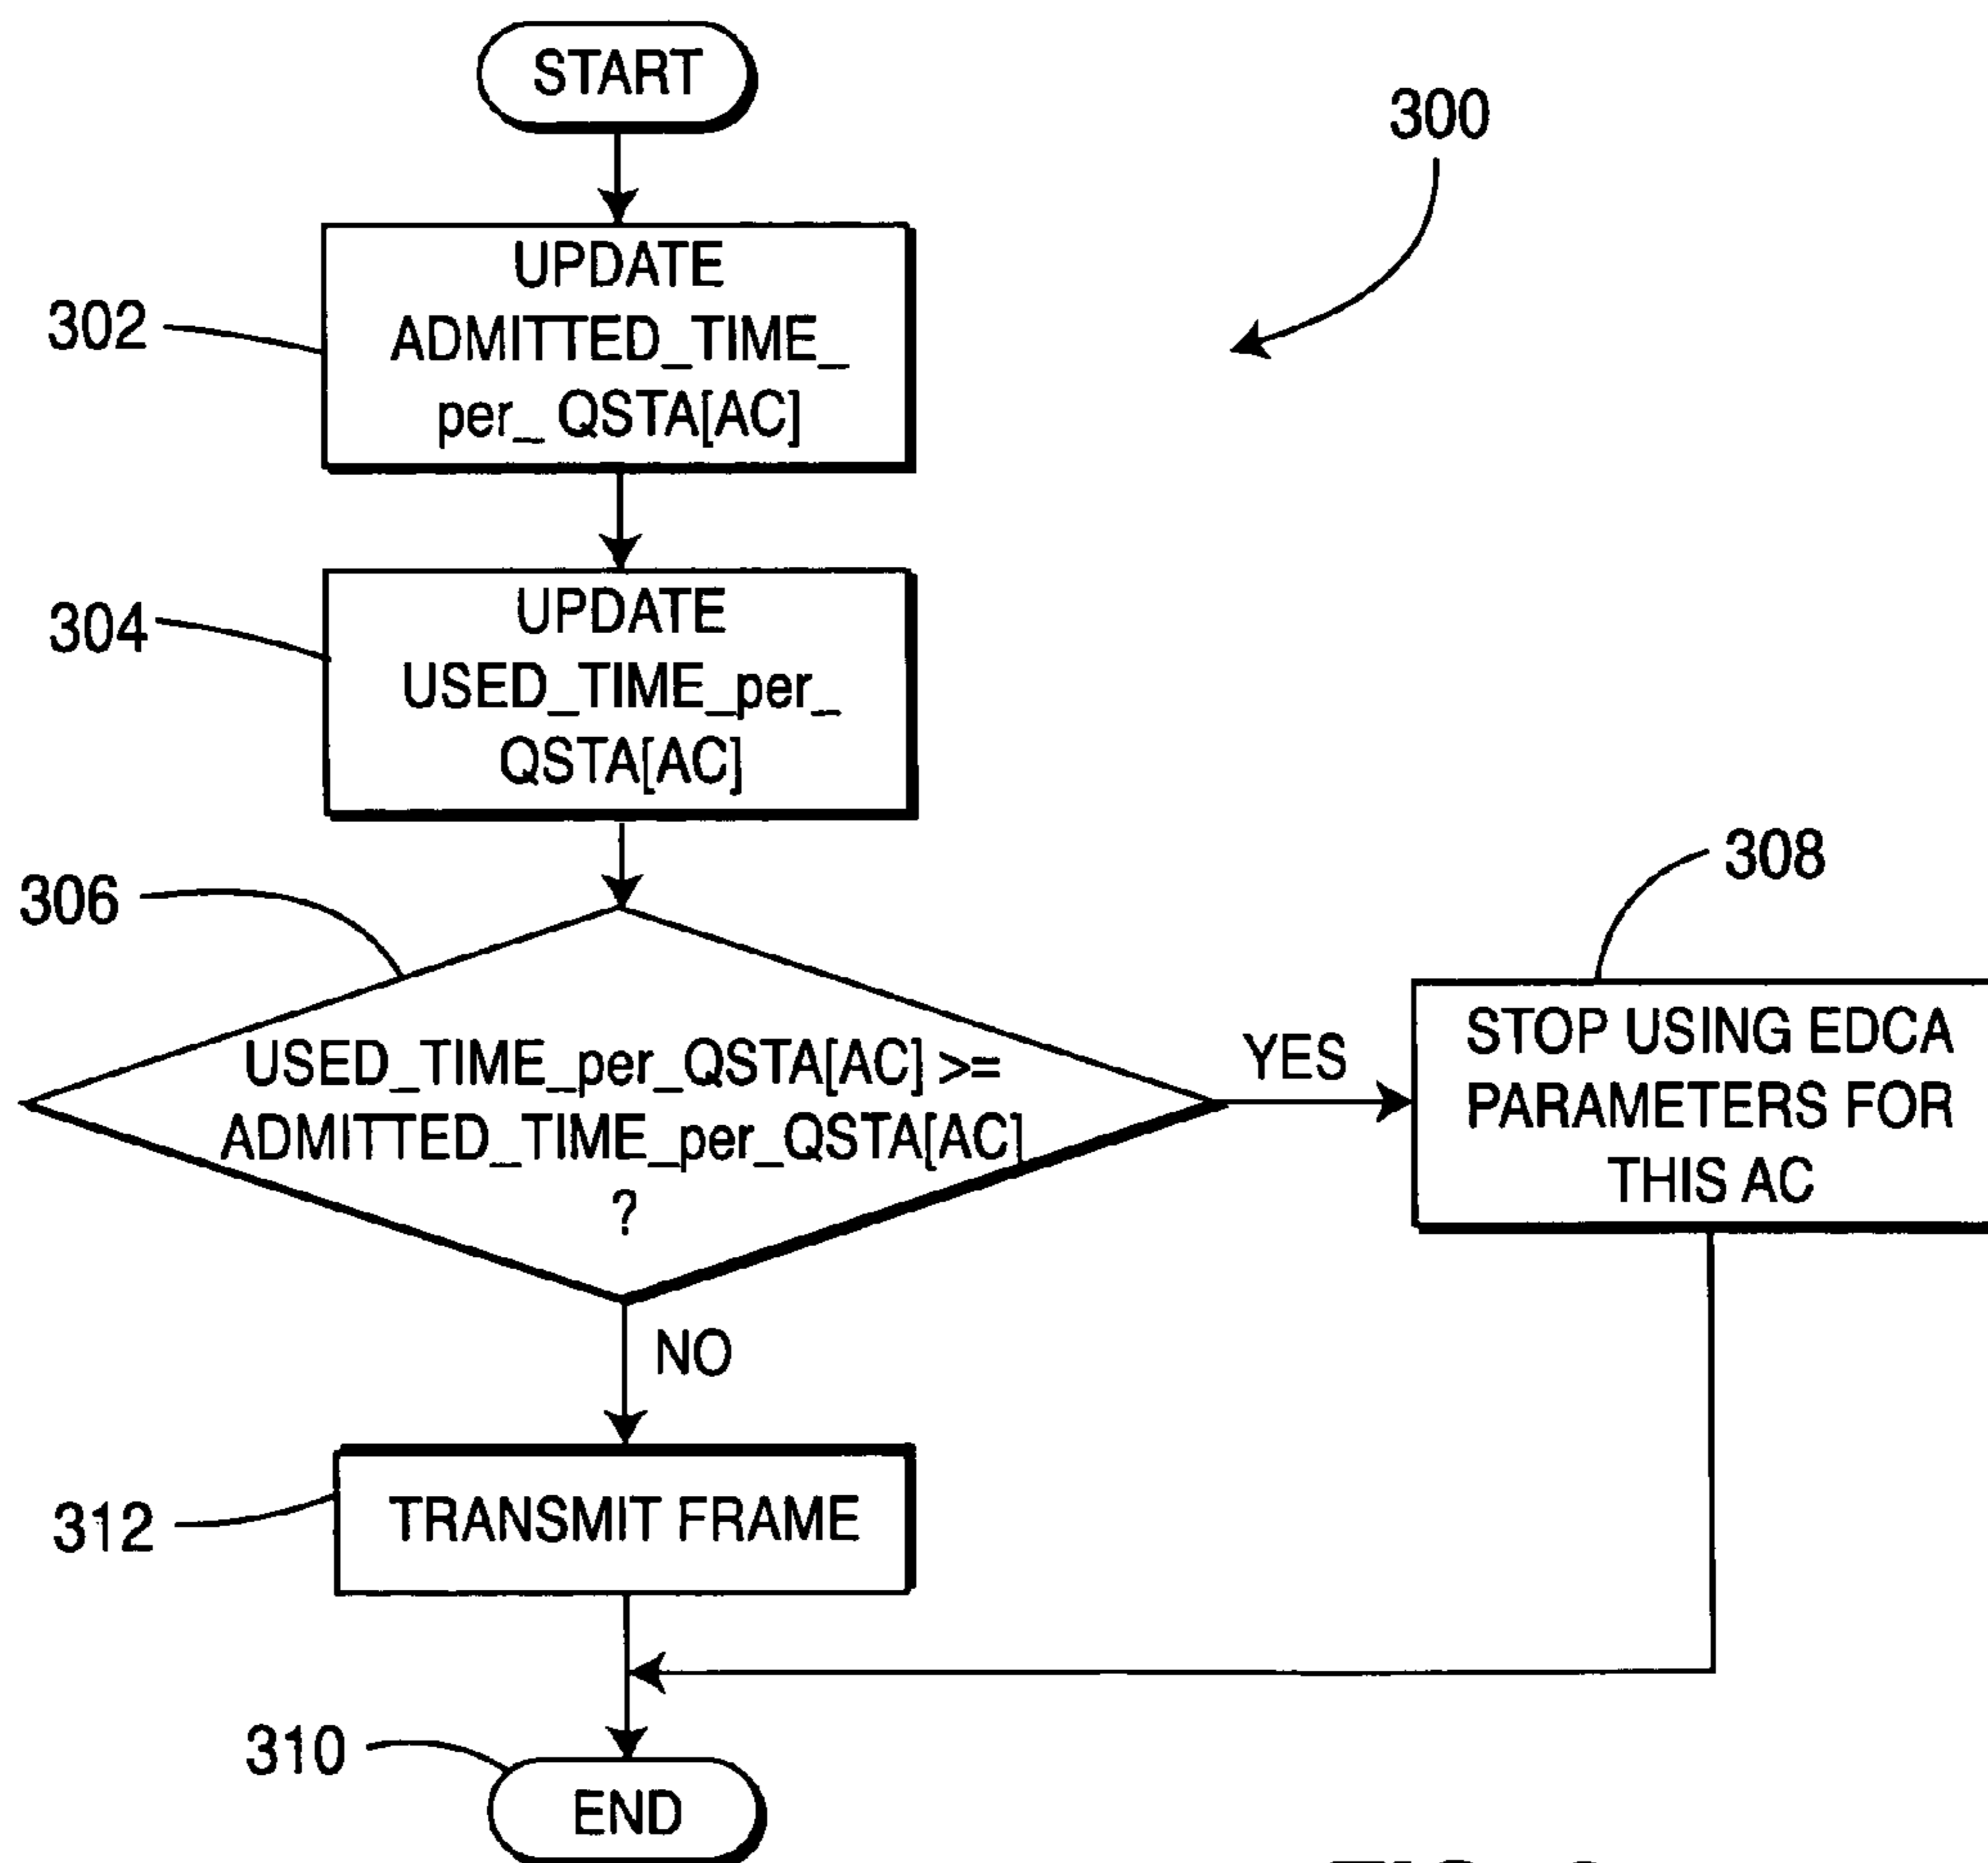 START
300
302
UPDATE
ADMITTED_TIME_
per_ QSTA[AC]
304
UPDATE
USED_TIME_per_
QSTA[AC]
306
USED_TIME_per_QSTA[AC] >=
ADMITTED_TIME_per_QSTA[AC]
?
YES
308
STOP USING EDCA
PARAMETERS FOR
THIS AC
NO
312
TRANSMIT FRAME
310
END